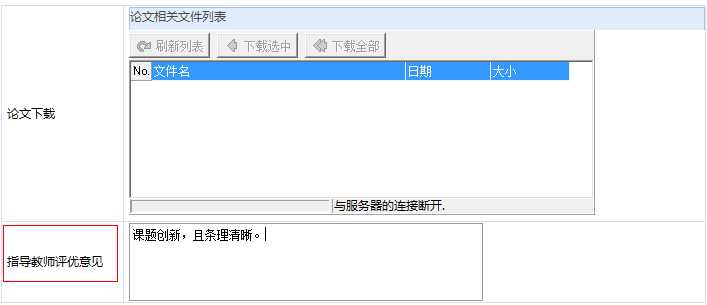 论文相关文件列表
刷新列表 下载选中 下载全部
No. 文件名 日期 大小
论文下载
与服务器的连接断开.
课题创新，且条理清晰。
指导教师评优意见